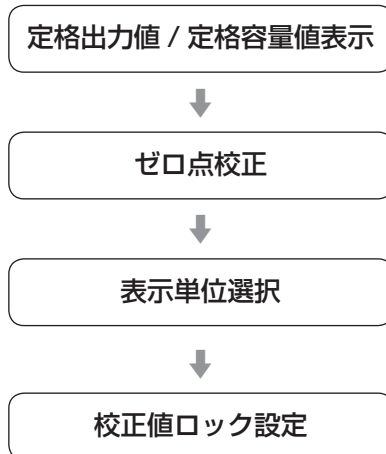 定格出力値 / 定格容量値表示
ゼロ点校正
表示単位選択
校正値ロック設定